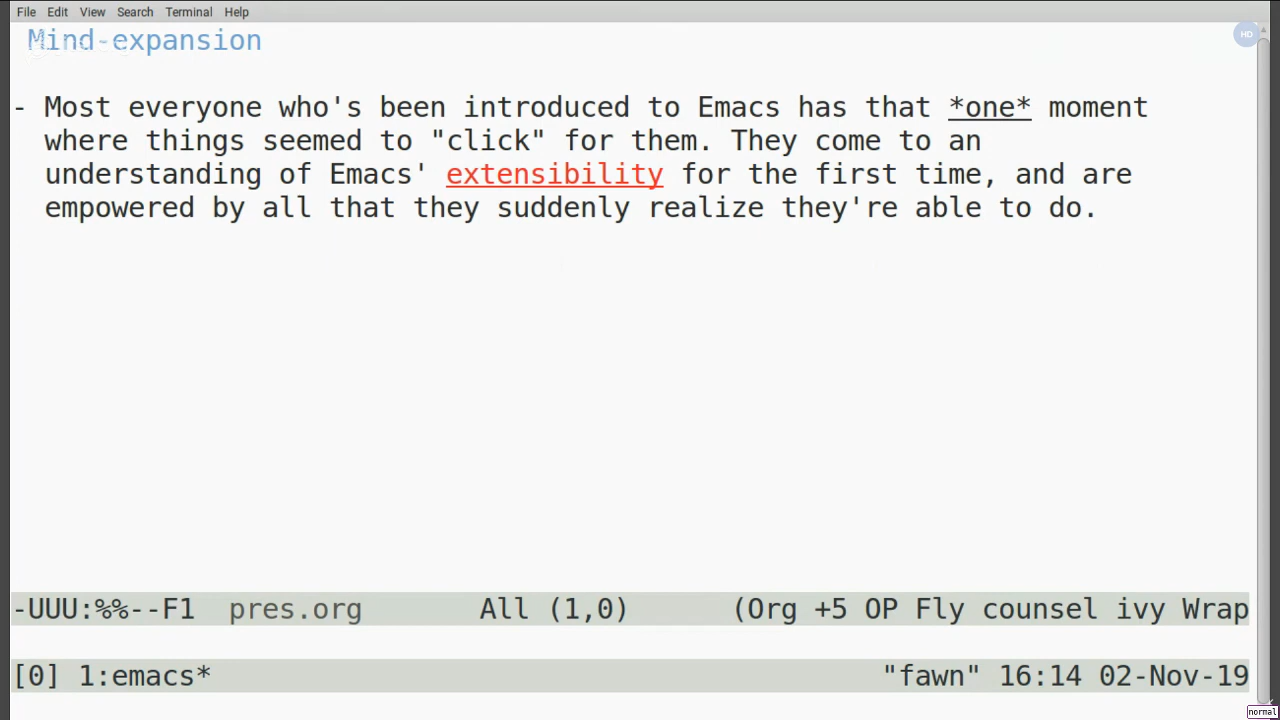 File Edit View Search Terminal Help
Mind-expansion
HD
- Most everyone who's been introduced to Emacs has that *one* moment
where things seemed to "click" for them. They come to an
understanding of Emacs' extensibility for the first time, and are
empowered by all that they suddenly realize they're able to do.
-UUU:%%--F1 pres.org All (1,0) (Org +5 OP Fly counsel ivy Wrap
[0] 1:emacs* "fawn" 16:14 02-Nov-19
normal